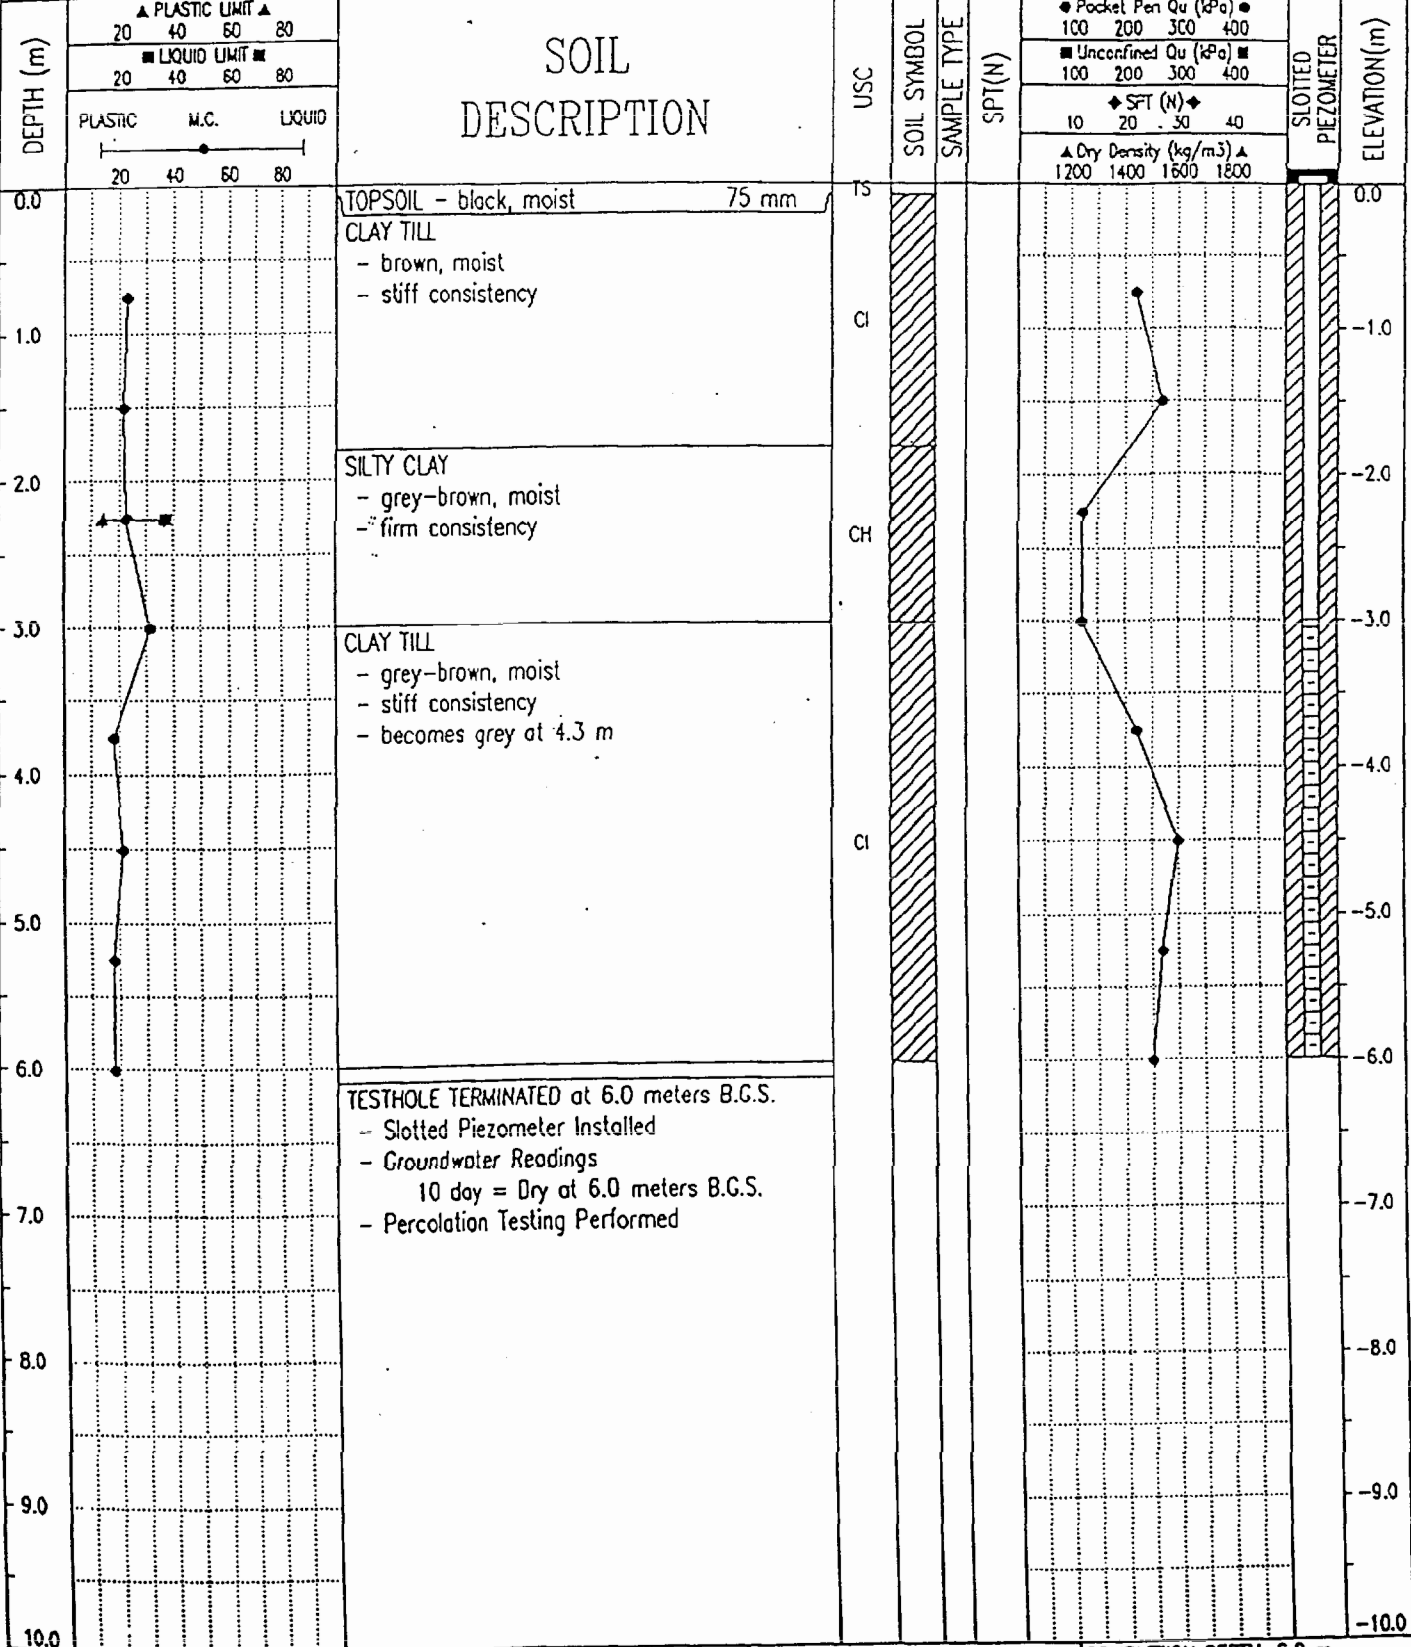 DEPTH (m)
▲ PLASTIC LIMIT ▲
20 40 60 80
■ LIQUID LIMIT ■
20 40 60 80
PLASTIC M.C. LIQUID
20 40 60 80
SOIL
DESCRIPTION
USC
SOIL SYMBOL
SAMPLE TYPE
SPT(N)
● Pocket Pen Qu (kPa) ●
100 200 300 400
■ Unconfined Qu (kPa) ■
100 200 300 400
◆ SPT (N) ◆
10 20 30 40
▲ Dry Density (kg/m3) ▲
1200 1400 1600 1800
SLOTTED
PIEZOMETER
ELEVATION(m)
0.0
1.0
2.0
3.0
4.0
5.0
6.0
7.0
8.0
9.0
10.0
TOPSOIL - black, moist 75 mm
CLAY TILL
- brown, moist
- stiff consistency
SILTY CLAY
- grey-brown, moist
- firm consistency
CLAY TILL
- grey-brown, moist
- stiff consistency
- becomes grey at 4.3 m
TESTHOLE TERMINATED at 6.0 meters B.G.S.
- Slotted Piezometer Installed
- Groundwater Readings
10 day = Dry at 6.0 meters B.G.S.
- Percolation Testing Performed
TS
CI
CH
CI
0.0
-1.0
-2.0
-3.0
-4.0
-5.0
-6.0
-7.0
-8.0
-9.0
-10.0